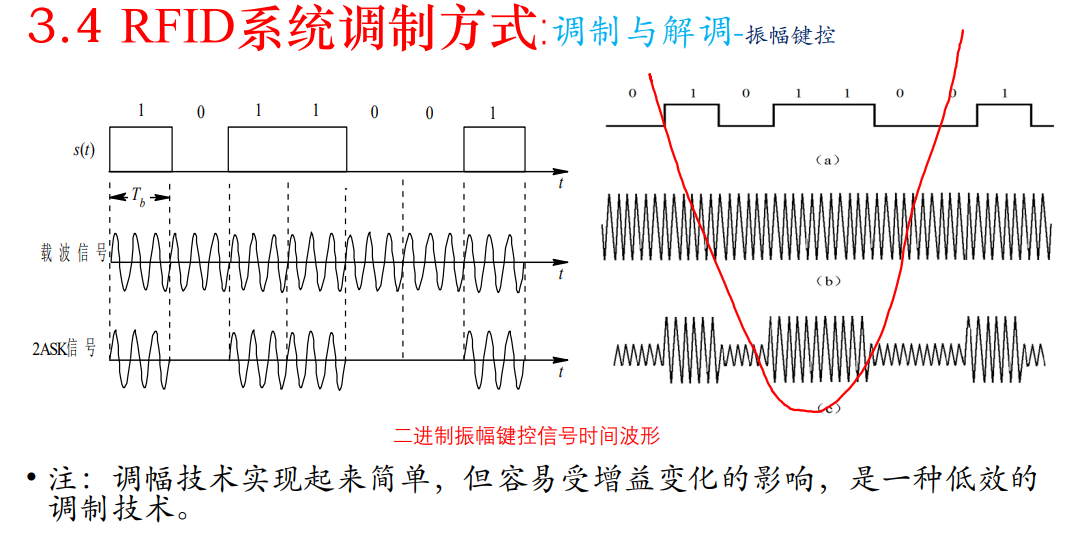 3.4 RFID系统调制方式:调制与解调-振幅键控
1 0 1 1 0 0 1
s(t)
t
T_b
载波信号
t
2ASK信号
t
0 1 0 1 1 0 0 1
(a)
(b)
(c)
二进制振幅键控信号时间波形
• 注：调幅技术实现起来简单，但容易受增益变化的影响，是一种低效的
调制技术。